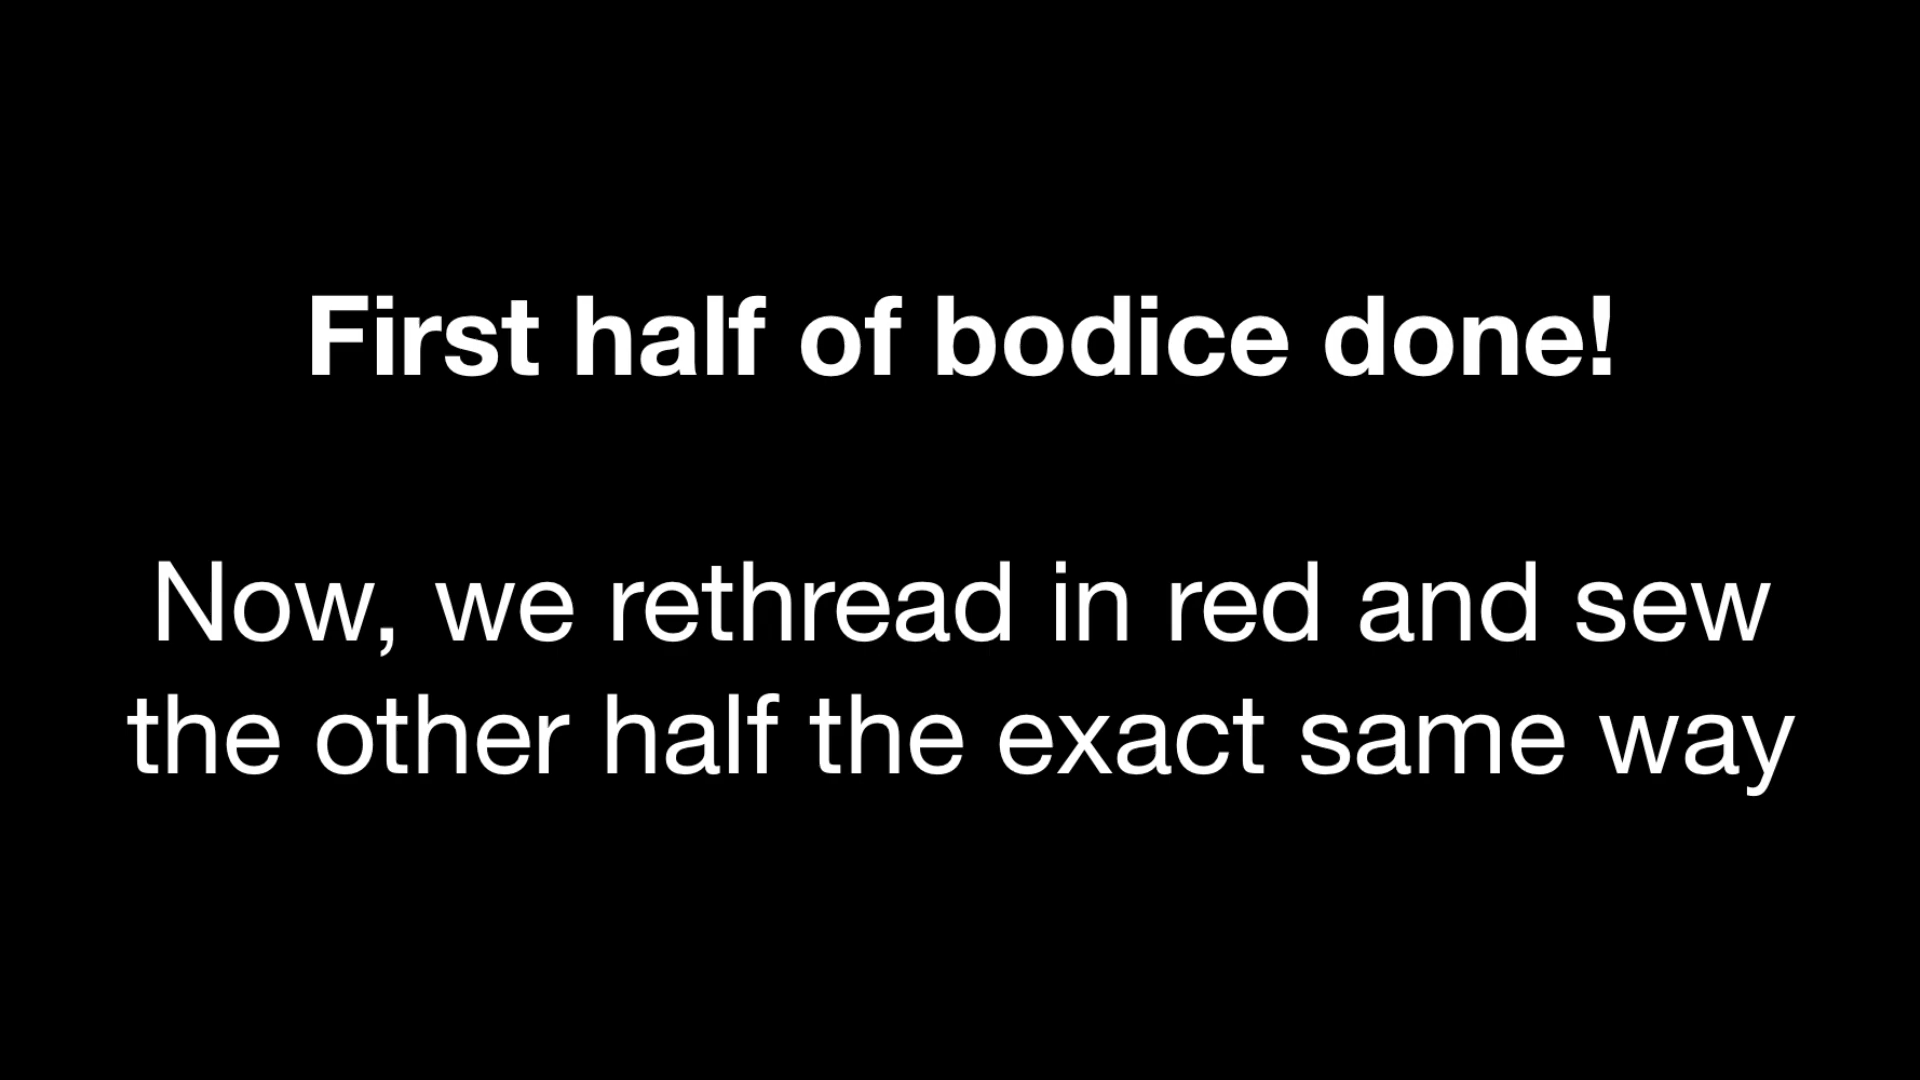 First half of bodice done!
Now, we rethread in red and sew
the other half the exact same way